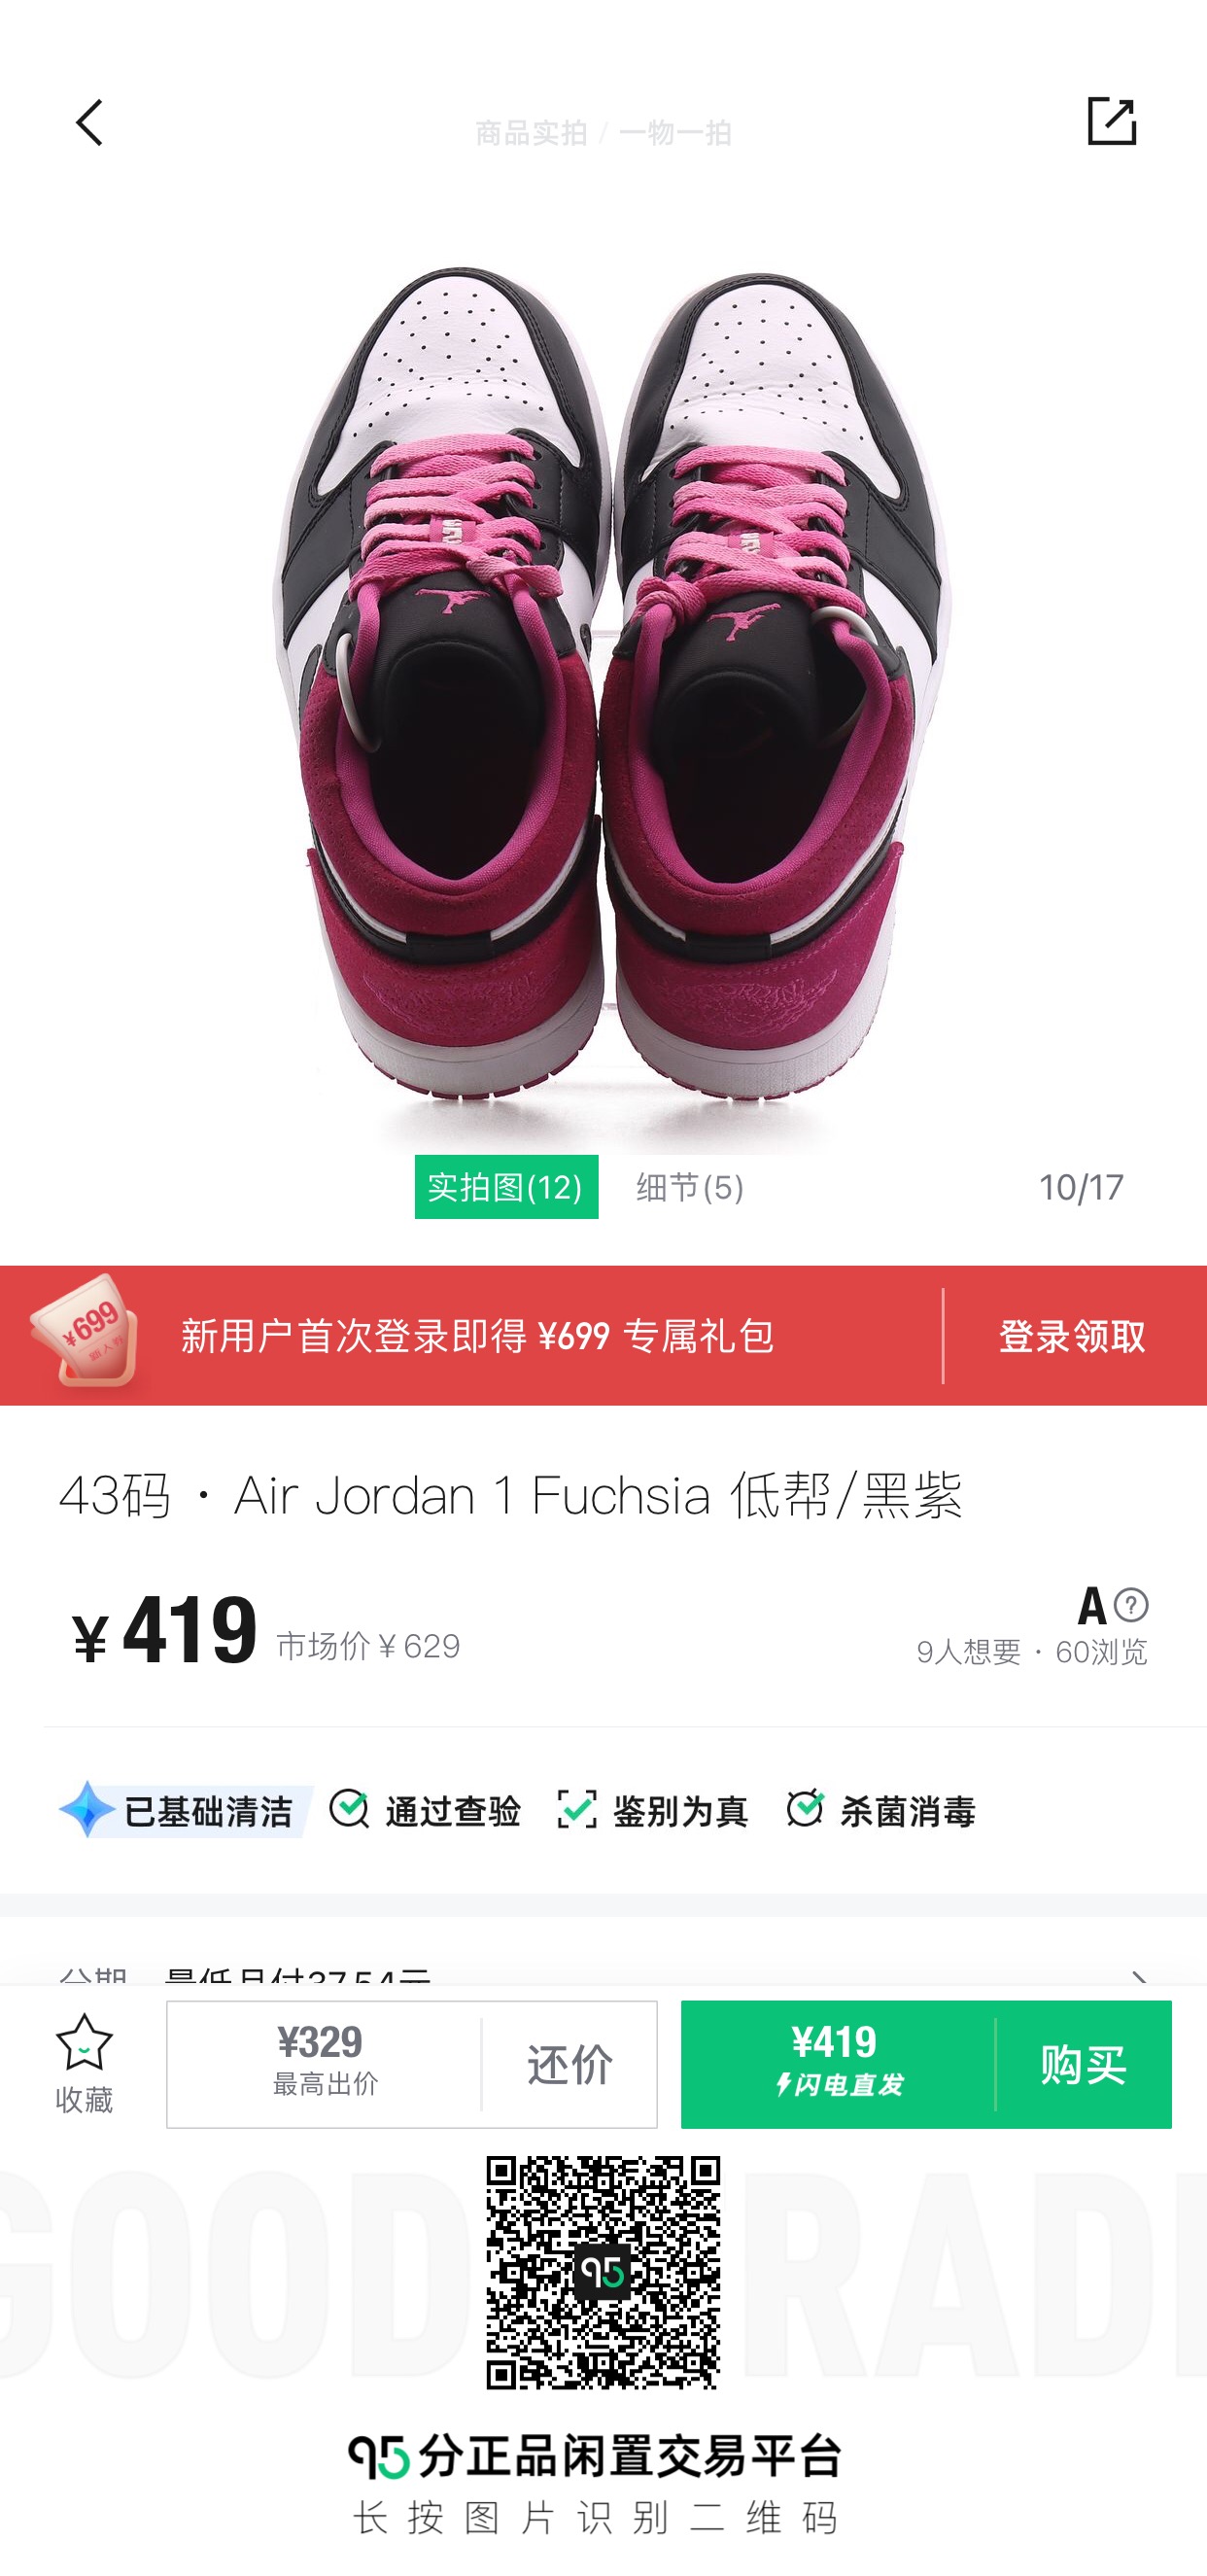 商品实拍 / 一物一拍
实拍图(12) 细节(5) 10/17
¥699
新用户首次登录即得 ¥699 专属礼包 登录领取
43码 · Air Jordan 1 Fuchsia 低帮/黑紫
¥419 市场价¥629
A ?
9人想要 · 60浏览
已基础清洁 通过查验 鉴别为真 杀菌消毒
分期 最低月付37.54元
收藏
¥329
最高出价
还价
¥419
闪电直发
购买
GOOD RAD
95
95分正品闲置交易平台
长按图片识别二维码